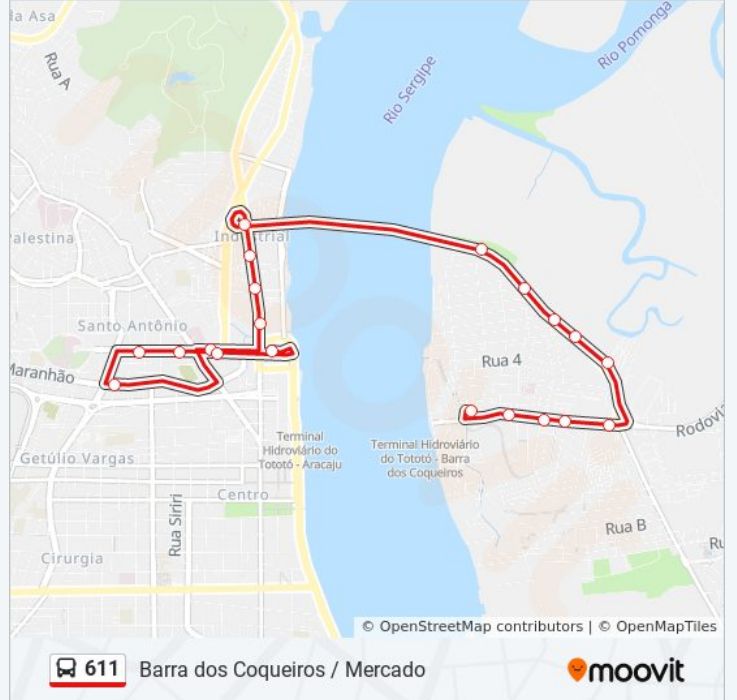 la Asa
Rua A
Rio Sergipe
Rio Pomonga
Palestina
Industrial
Santo Antônio
Maranhão
Rua 4
Rodovia
Getúlio Vargas
Terminal
Hidroviário do
Tototó - Aracaju
Terminal Hidroviário
do Tototó - Barra
dos Coqueiros
Centro
Rua Siriri
Rua B
Ru
Cirurgia
© OpenStreetMap contributors | © OpenMapTiles
611 Barra dos Coqueiros / Mercado
moovit